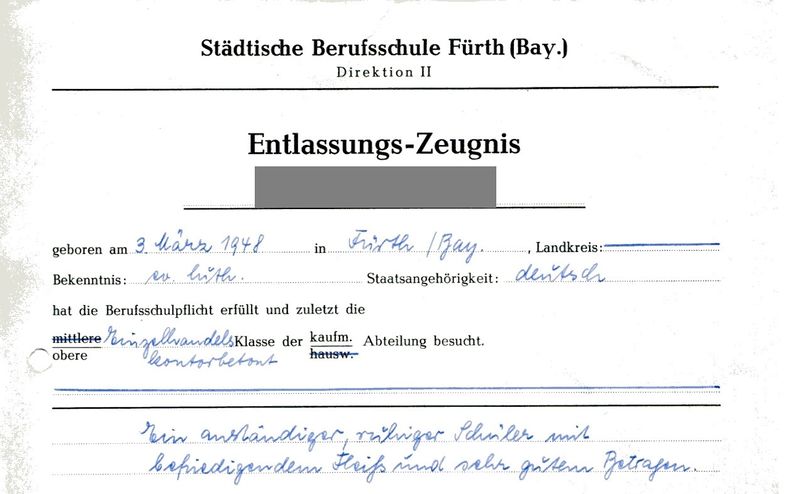 Städtische Berufsschule Fürth (Bay.)
Direktion II
Entlassungs-Zeugnis
geboren am 3. März 1948 in Fürth /Bay. , Landkreis:
Bekenntnis: ev. luth. Staatsangehörigkeit: deutsch
hat die Berufsschulpflicht erfüllt und zuletzt die
mittlere Einzelhandels Klasse der kaufm. Abteilung besucht.
obere kontorbetont hausw.
Ein anständiger, ruhiger Schüler mit
befriedigendem Fleiß und sehr gutem Betragen.